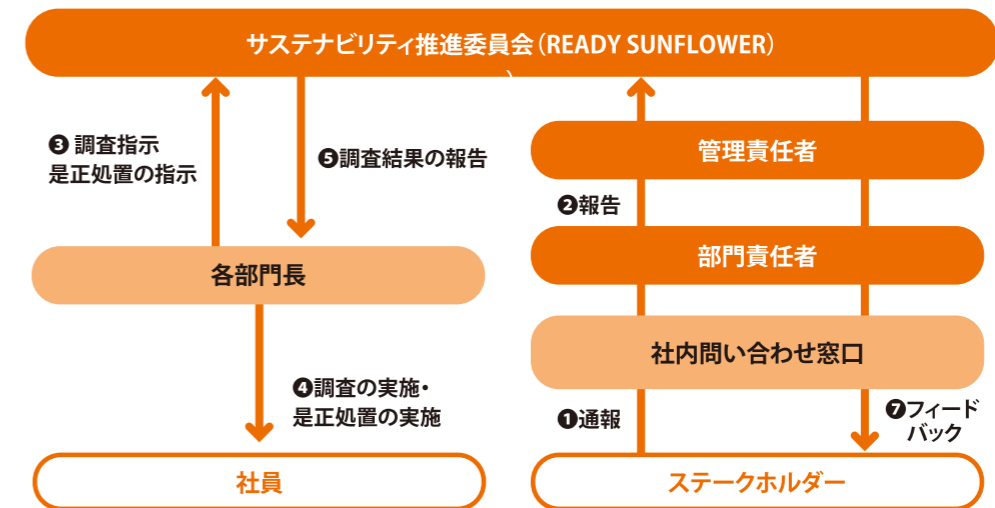 サステナビリティ推進委員会（READY SUNFLOWER）
）
❸ 調査指示
是正処置の指示
❺調査結果の報告
管理責任者
❷報告
部門責任者
各部門長
社内問い合わせ窓口
❹調査の実施・
是正処置の実施
❶通報
❼フィード
バック
社員
ステークホルダー